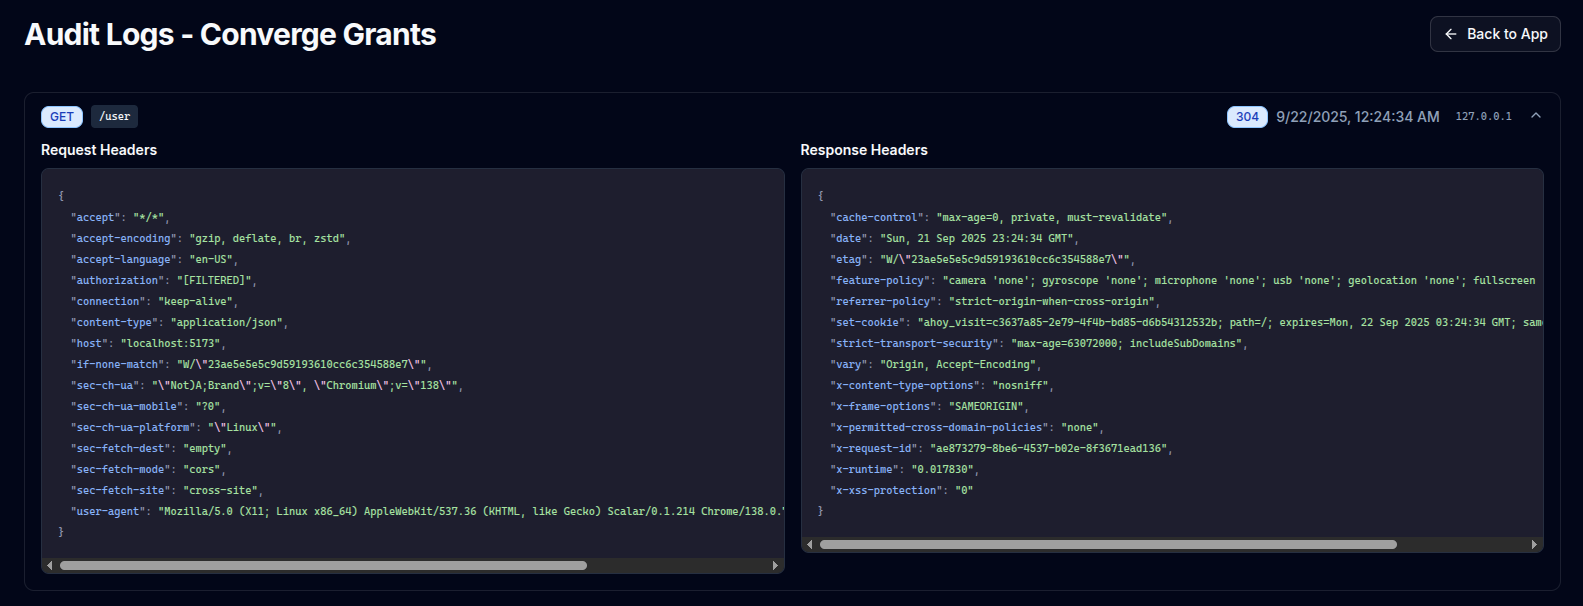 Audit Logs - Converge Grants
Back to App
GET /user
304 9/22/2025, 12:24:34 AM 127.0.0.1
Request Headers
{
"accept": "*/*",
"accept-encoding": "gzip, deflate, br, zstd",
"accept-language": "en-US",
"authorization": "[FILTERED]",
"connection": "keep-alive",
"content-type": "application/json",
"host": "localhost:5173",
"if-none-match": "W/\"23ae5e5e5c9d59193610cc6c354588e7\"",
"sec-ch-ua": "\"Not)A;Brand\";v=\"8\", \"Chromium\";v=\"138\"",
"sec-ch-ua-mobile": "?0",
"sec-ch-ua-platform": "\"Linux\"",
"sec-fetch-dest": "empty",
"sec-fetch-mode": "cors",
"sec-fetch-site": "cross-site",
"user-agent": "Mozilla/5.0 (X11; Linux x86_64) AppleWebKit/537.36 (KHTML, like Gecko) Scalar/0.1.214 Chrome/138.0.
}
Response Headers
{
"cache-control": "max-age=0, private, must-revalidate",
"date": "Sun, 21 Sep 2025 23:24:34 GMT",
"etag": "W/\"23ae5e5e5c9d59193610cc6c354588e7\"",
"feature-policy": "camera 'none'; gyroscope 'none'; microphone 'none'; usb 'none'; geolocation 'none'; fullscreen
"referrer-policy": "strict-origin-when-cross-origin",
"set-cookie": "ahoy_visit=c3637a85-2e79-4f4b-bd85-d6b54312532b; path=/; expires=Mon, 22 Sep 2025 03:24:34 GMT; sam
"strict-transport-security": "max-age=63072000; includeSubDomains",
"vary": "Origin, Accept-Encoding",
"x-content-type-options": "nosniff",
"x-frame-options": "SAMEORIGIN",
"x-permitted-cross-domain-policies": "none",
"x-request-id": "ae873279-8be6-4537-b02e-8f3671ead136",
"x-runtime": "0.017830",
"x-xss-protection": "0"
}